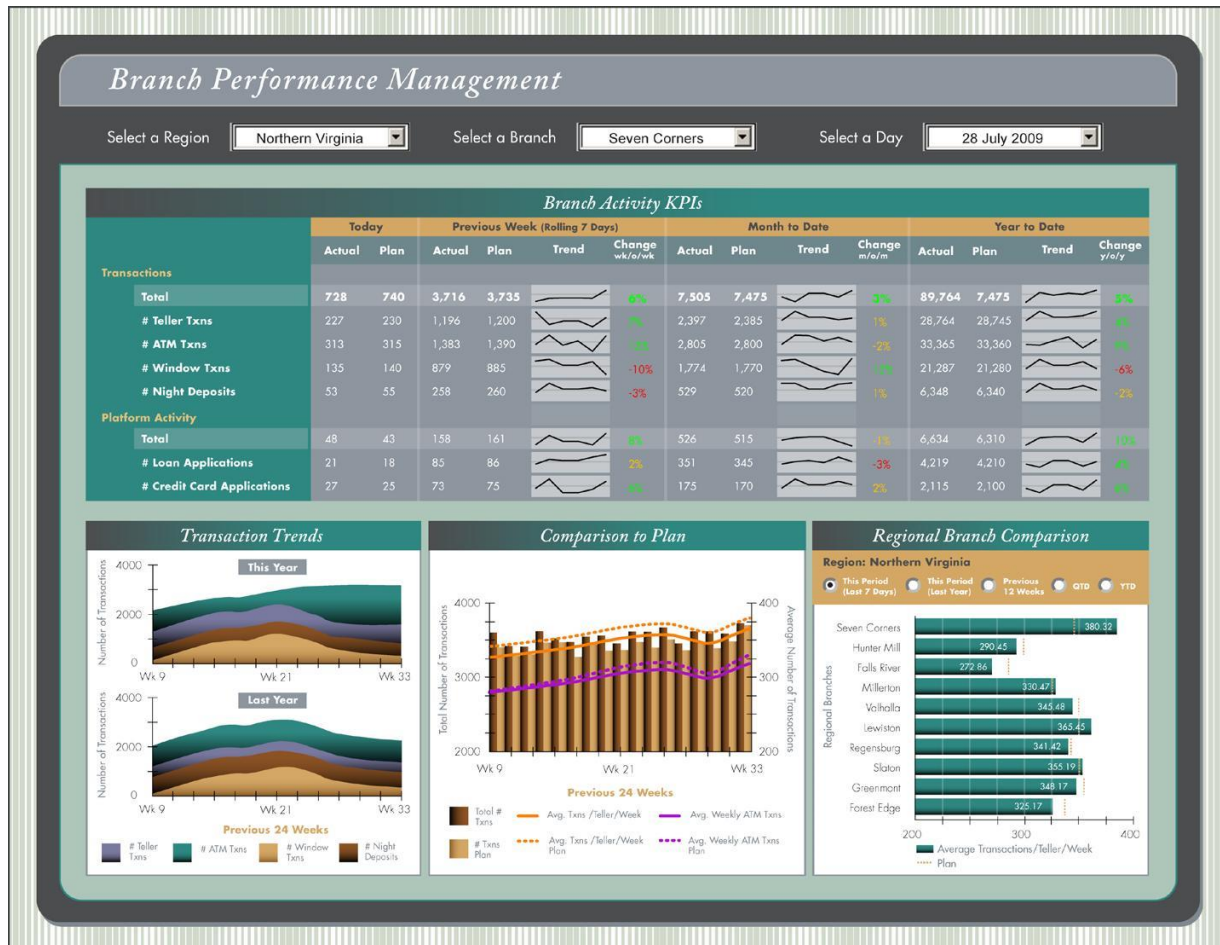 Branch Performance Management
Select a Region Northern Virginia Select a Branch Seven Corners Select a Day 28 July 2009
Branch Activity KPIs
Today Previous Week (Rolling 7 Days) Month to Date Year to Date
Actual Plan Actual Plan Trend Change wk/o/wk Actual Plan Trend Change m/o/m Actual Plan Trend Change y/o/y
Transactions
Total 728 740 3,716 3,735 6% 7,505 7,475 3% 89,764 7,475 5%
# Teller Txns 227 230 1,196 1,200 2,397 2,385 1% 28,764 28,745
# ATM Txns 313 315 1,383 1,390 2,805 2,800 -2% 33,365 33,360
# Window Txns 135 140 879 885 -10% 1,774 1,770 21,287 21,280 -6%
# Night Deposits 53 55 258 260 -3% 529 520 1% 6,348 6,340 -2%
Platform Activity
Total 48 43 158 161 526 515 -1% 6,634 6,310
# Loan Applications 21 18 85 86 2% 351 345 -3% 4,219 4,210
# Credit Card Applications 27 25 73 75 175 170 2% 2,115 2,100
Transaction Trends
This Year
Number of Transactions
4000
2000
0
Wk 9 Wk 21 Wk 33
Last Year
Number of Transactions
4000
2000
0
Wk 9 Wk 21 Wk 33
Previous 24 Weeks
# Teller Txns # ATM Txns # Window Txns # Night Deposits
Comparison to Plan
Total Number of Transactions
4000
3000
2000
400
300
200
Average Number of Transactions
Wk 9 Wk 21 Wk 33
Previous 24 Weeks
Total # Txns Avg. Txns /Teller/Week Avg. Weekly ATM Txns
# Txns Plan Avg. Txns /Teller/Week Plan Avg. Weekly ATM Txns Plan
Regional Branch Comparison
Region: Northern Virginia
This Period (Last 7 Days) This Period (Last Year) Previous 12 Weeks QTD YTD
Regional Branches
Seven Corners 380.32
Hunter Mill 290.45
Falls River 272.86
Millerton 330.47
Valhalla 345.48
Lewiston 365.45
Regensburg 341.42
Slaton 355.19
Greenmont 348.17
Forest Edge 325.17
200 300 400
Average Transactions/Teller/Week
Plan